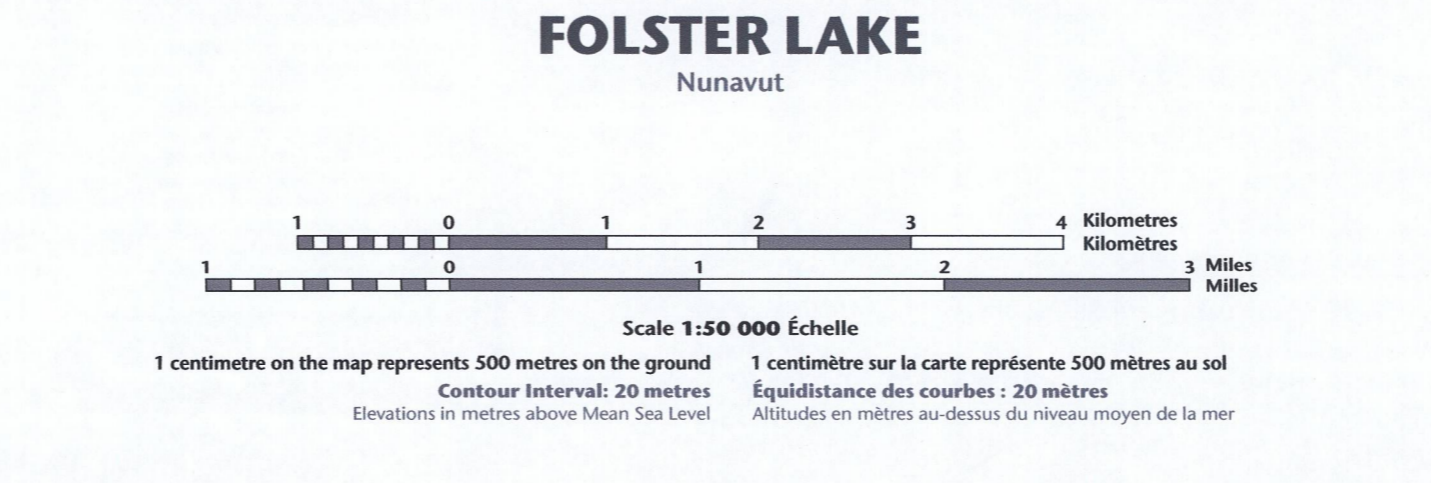 FOLSTER LAKE
Nunavut
1 0 1 2 3 4 Kilometres
Kilomètres
1 0 1 2 3 Miles
Milles
Scale 1:50 000 Échelle
1 centimetre on the map represents 500 metres on the ground
Contour Interval: 20 metres
Elevations in metres above Mean Sea Level
1 centimètre sur la carte représente 500 mètres au sol
Équidistance des courbes : 20 mètres
Altitudes en mètres au-dessus du niveau moyen de la mer